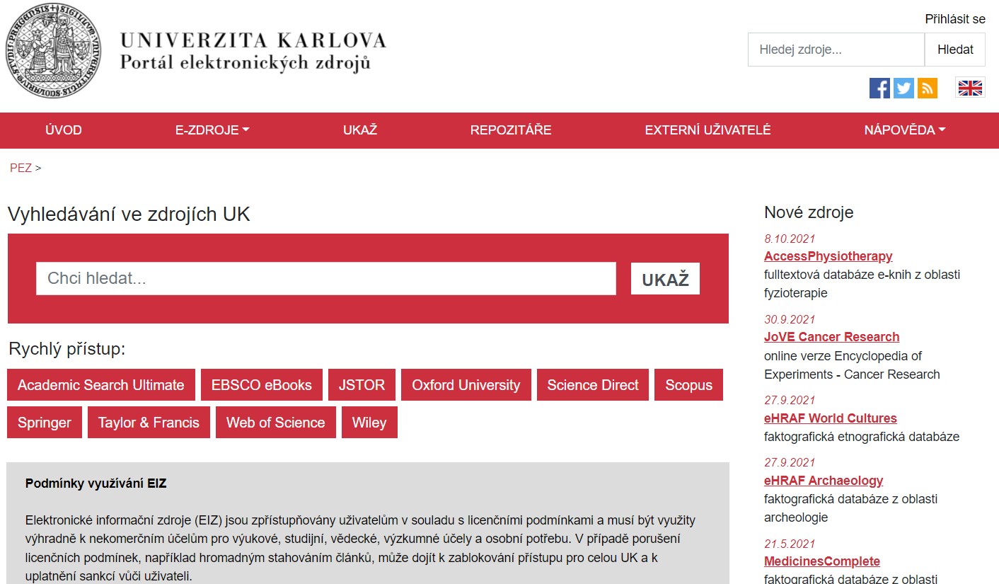 UNIVERZITA KARLOVA
Portál elektronických zdrojů
Přihlásit se
Hledej zdroje...
Hledat
ÚVOD
E-ZDROJE
UKAŽ
REPOZITÁŘE
EXTERNÍ UŽIVATELÉ
NÁPOVĚDA
PEZ >
Vyhledávání ve zdrojích UK
Chci hledat...
UKAŽ
Rychlý přístup:
Academic Search Ultimate
EBSCO eBooks
JSTOR
Oxford University
Science Direct
Scopus
Springer
Taylor & Francis
Web of Science
Wiley
Podmínky využívání EIZ
Elektronické informační zdroje (EIZ) jsou zpřístupňovány uživatelům v souladu s licenčními podmínkami a musí být využity
výhradně k nekomerčním účelům pro výukové, studijní, vědecké, výzkumné účely a osobní potřebu. V případě porušení
licenčních podmínek, například hromadným stahováním článků, může dojít k zablokování přístupu pro celou UK a k
uplatnění sankcí vůči uživateli.
Nové zdroje
8.10.2021
AccessPhysiotherapy
fulltextová databáze e-knih z oblasti
fyzioterapie
30.9.2021
JoVE Cancer Research
online verze Encyclopedia of
Experiments - Cancer Research
27.9.2021
eHRAF World Cultures
faktografická etnografická databáze
27.9.2021
eHRAF Archaeology
faktografická databáze z oblasti
archeologie
21.5.2021
MedicinesComplete
faktografická databáze z oblasti